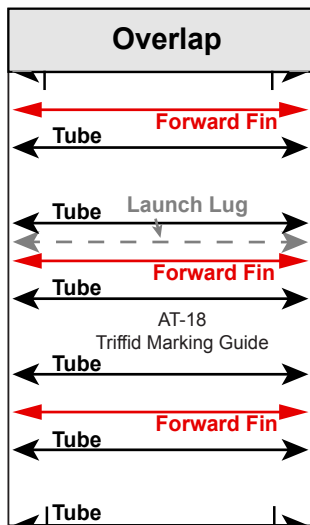 Overlap
Forward Fin
Tube
Tube
Launch Lug
Forward Fin
Tube
AT-18
Triffid Marking Guide
Tube
Forward Fin
Tube
Tube